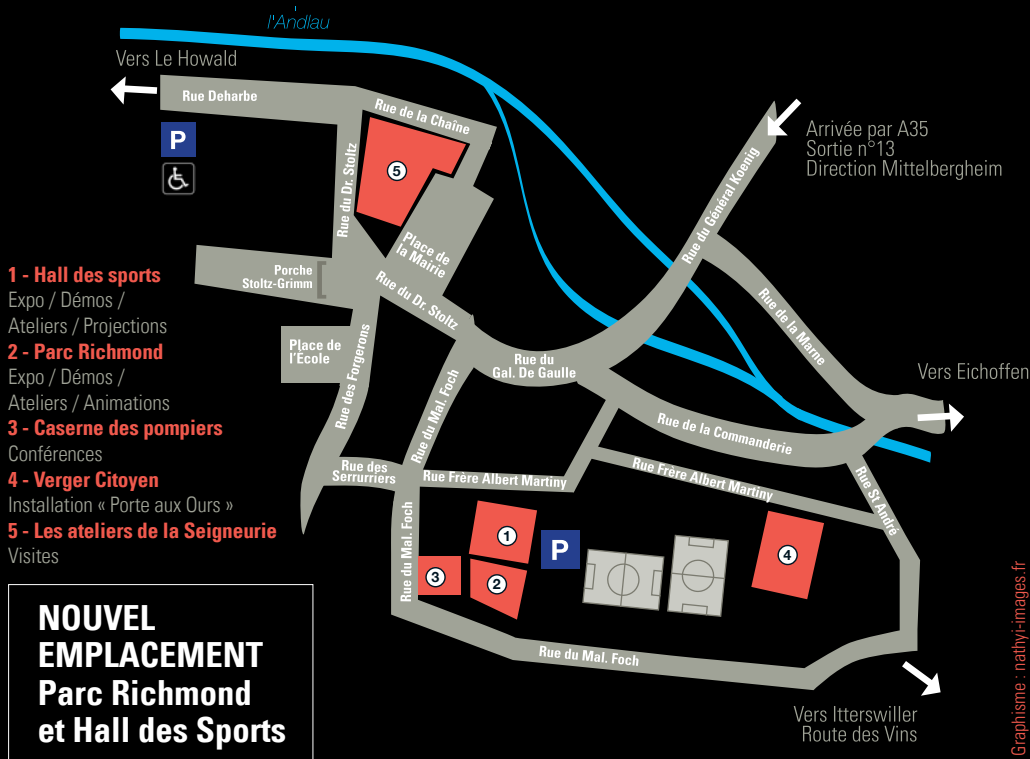 l'Andlau
Vers Le Howald
Rue Deharbe
Rue de la Chaîne
P
5
Rue du Dr. Stoltz
Arrivée par A35
Sortie n°13
Direction Mittelbergheim
Rue du Général Koenig
Place de
la Mairie
Porche
Stoltz-Grimm
Rue du Dr. Stoltz
Rue de la Marne
Place de
l'Ecole
Rue des Forgerons
Rue du
Gal. De Gaulle
Vers Eichoffen
Rue du Mal. Foch
Rue de la Commanderie
Rue des
Serruriers
Rue Frère Albert Martiny
Rue Frère Albert Martiny
Rue St André
Rue du Mal. Foch
1
P
4
3
2
Rue du Mal. Foch
Vers Itterswiller
Route des Vins
1 - Hall des sports
Expo / Démos /
Ateliers / Projections
2 - Parc Richmond
Expo / Démos /
Ateliers / Animations
3 - Caserne des pompiers
Conférences
4 - Verger Citoyen
Installation « Porte aux Ours »
5 - Les ateliers de la Seigneurie
Visites
NOUVEL
EMPLACEMENT
Parc Richmond
et Hall des Sports
Graphisme : nathyi-images.fr